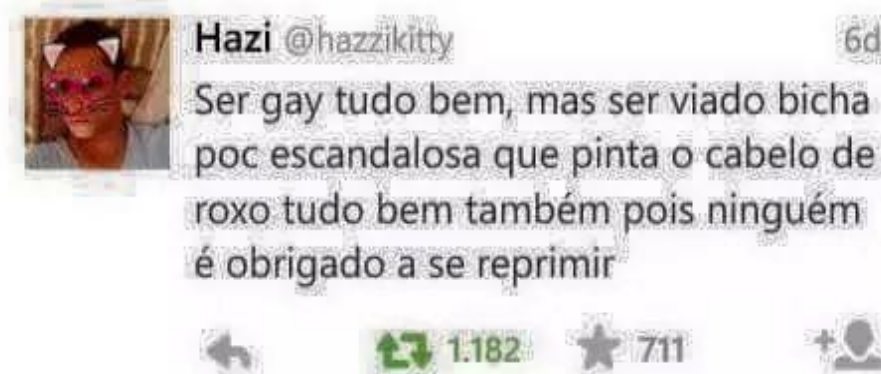 Hazi @hazzikitty 6d
Ser gay tudo bem, mas ser viado bicha
poc escandalosa que pinta o cabelo de
roxo tudo bem também pois ninguém
é obrigado a se reprimir
1.182 711